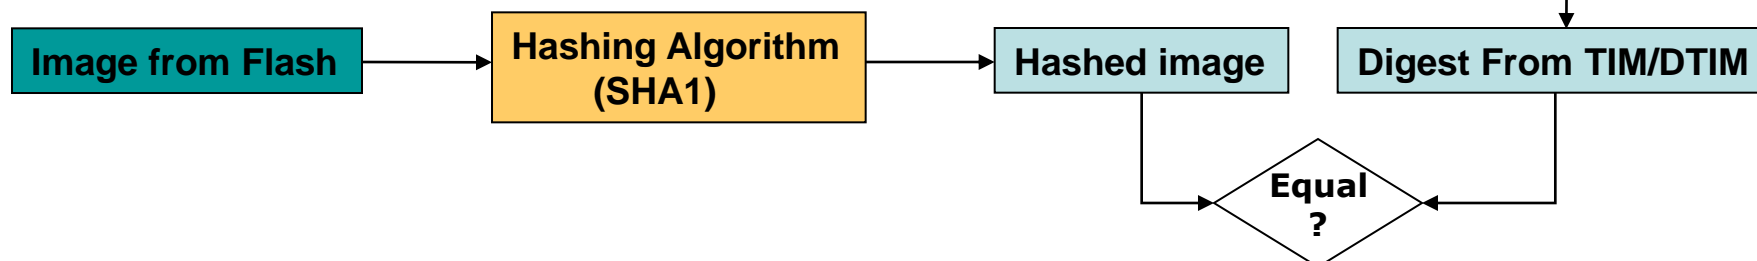 Image from Flash
Hashing Algorithm
(SHA1)
Hashed image
Digest From TIM/DTIM
Equal
?